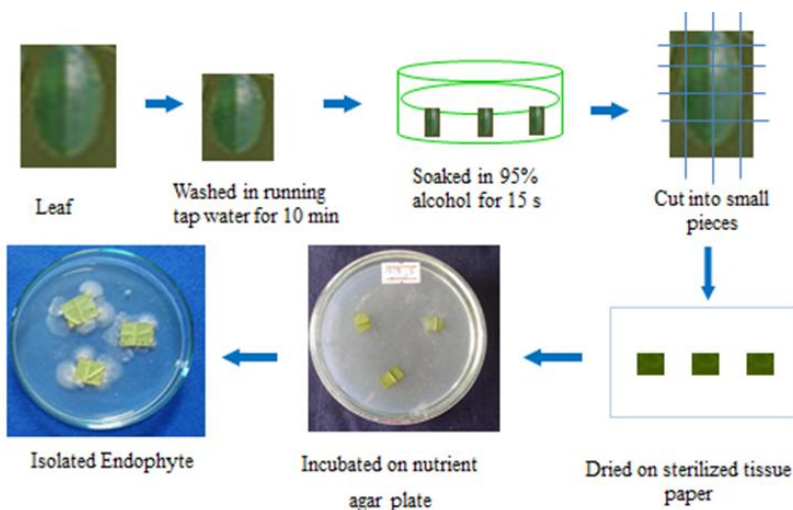 Leaf
Washed in running
tap water for 10 min
Soaked in 95%
alcohol for 15 s
Cut into small
pieces
Isolated Endophyte
Incubated on nutrient
agar plate
Dried on sterilized tissue
paper